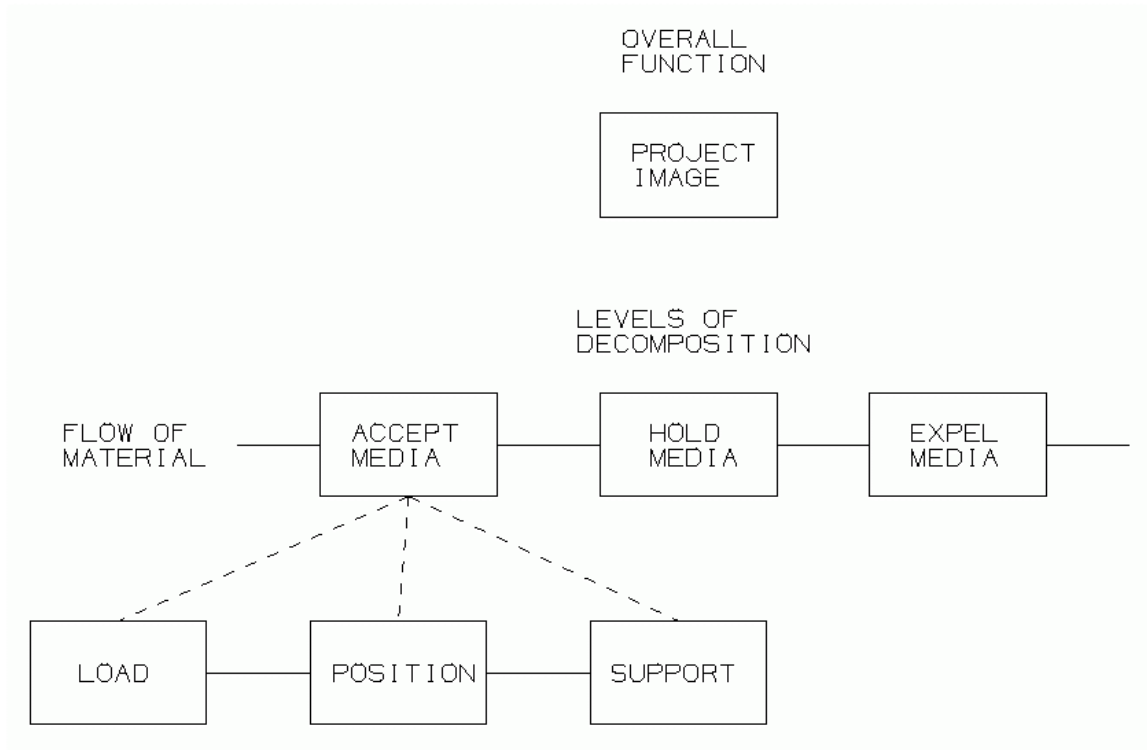 OVERALL
FUNCTION
PROJECT
IMAGE
LEVELS OF
DECOMPOSITION
FLOW OF
MATERIAL
ACCEPT
MEDIA
HOLD
MEDIA
EXPEL
MEDIA
LOAD
POSITION
SUPPORT